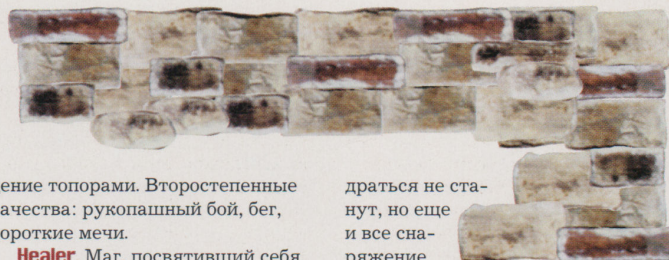 ение топорами. Второстепенные
ачества: рукопашный бой, бег,
ороткие мечи.
Healer Маг, посвятивший себя
драться не ста-
нут, но еще
и все сна-
ряжение